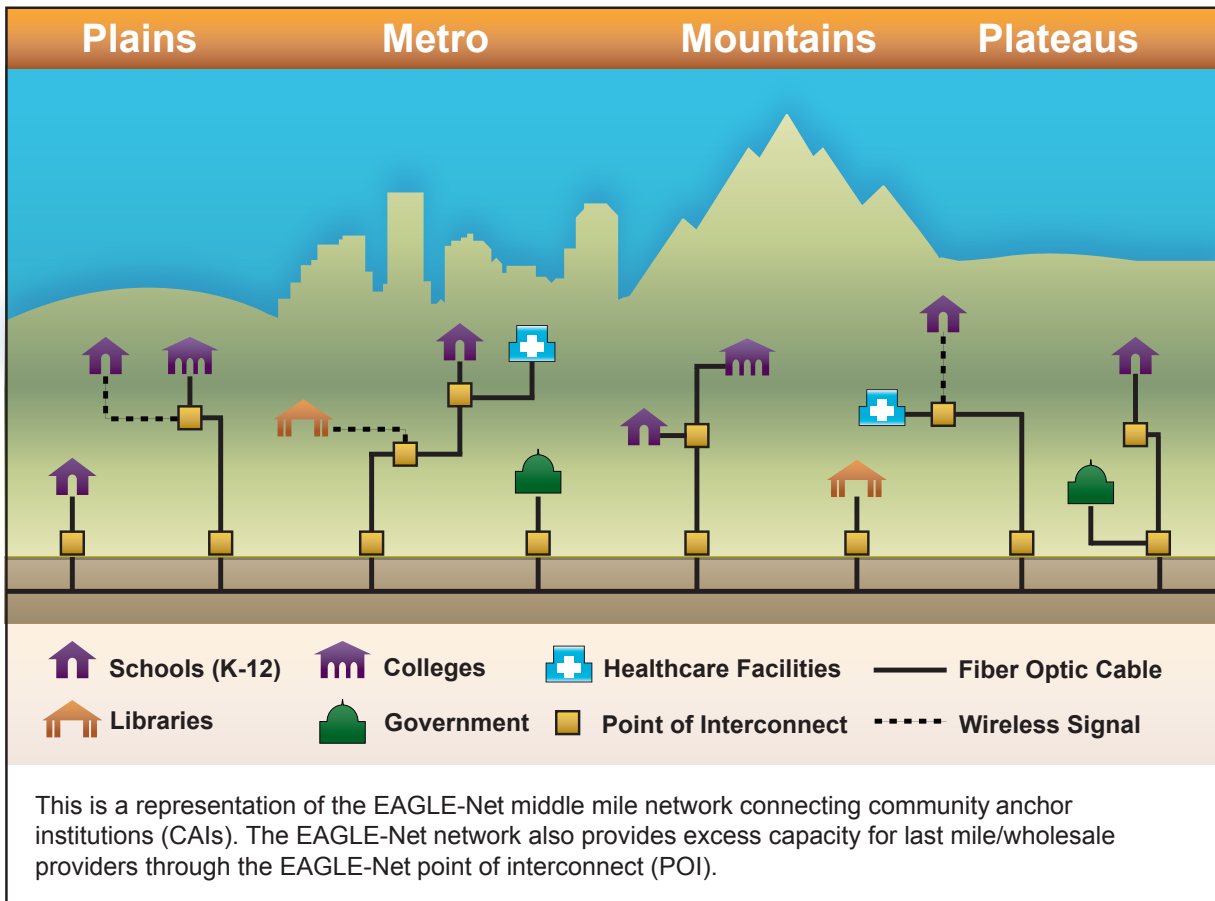 Plains Metro Mountains Plateaus
Schools (K-12) Colleges Healthcare Facilities Fiber Optic Cable
Libraries Government Point of Interconnect Wireless Signal
This is a representation of the EAGLE-Net middle mile network connecting community anchor
institutions (CAIs). The EAGLE-Net network also provides excess capacity for last mile/wholesale
providers through the EAGLE-Net point of interconnect (POI).